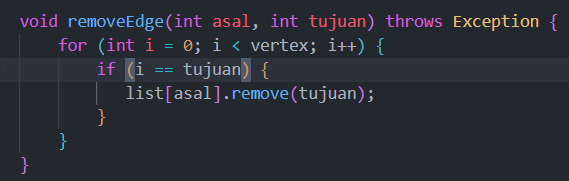 void removeEdge(int asal, int tujuan) throws Exception {
for (int i = 0; i < vertex; i++) {
if (i == tujuan) {
list[asal].remove(tujuan);
}
}
}